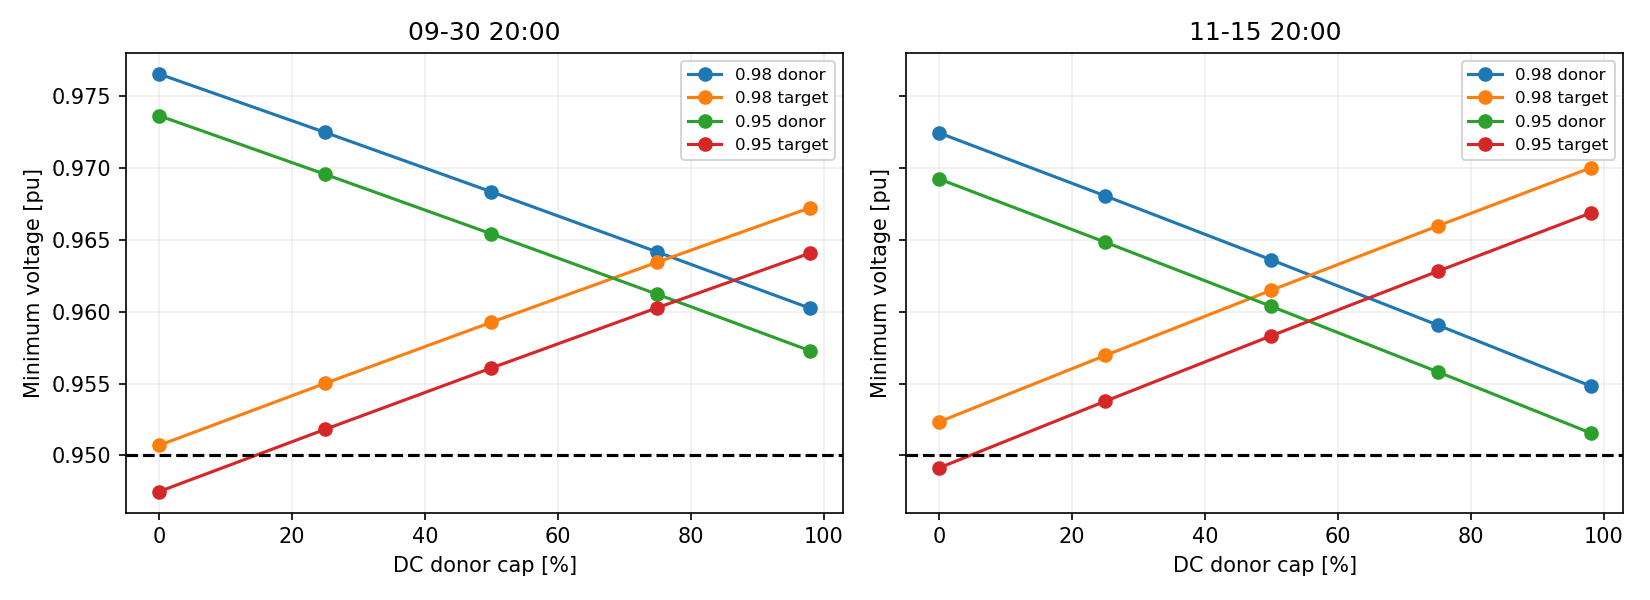 09-30 20:00
Minimum voltage [pu]
0.975
0.970
0.965
0.960
0.955
0.950
0.98 donor
0.98 target
0.95 donor
0.95 target
0
20
40
60
80
100
DC donor cap [%]
11-15 20:00
Minimum voltage [pu]
0.98 donor
0.98 target
0.95 donor
0.95 target
0
20
40
60
80
100
DC donor cap [%]